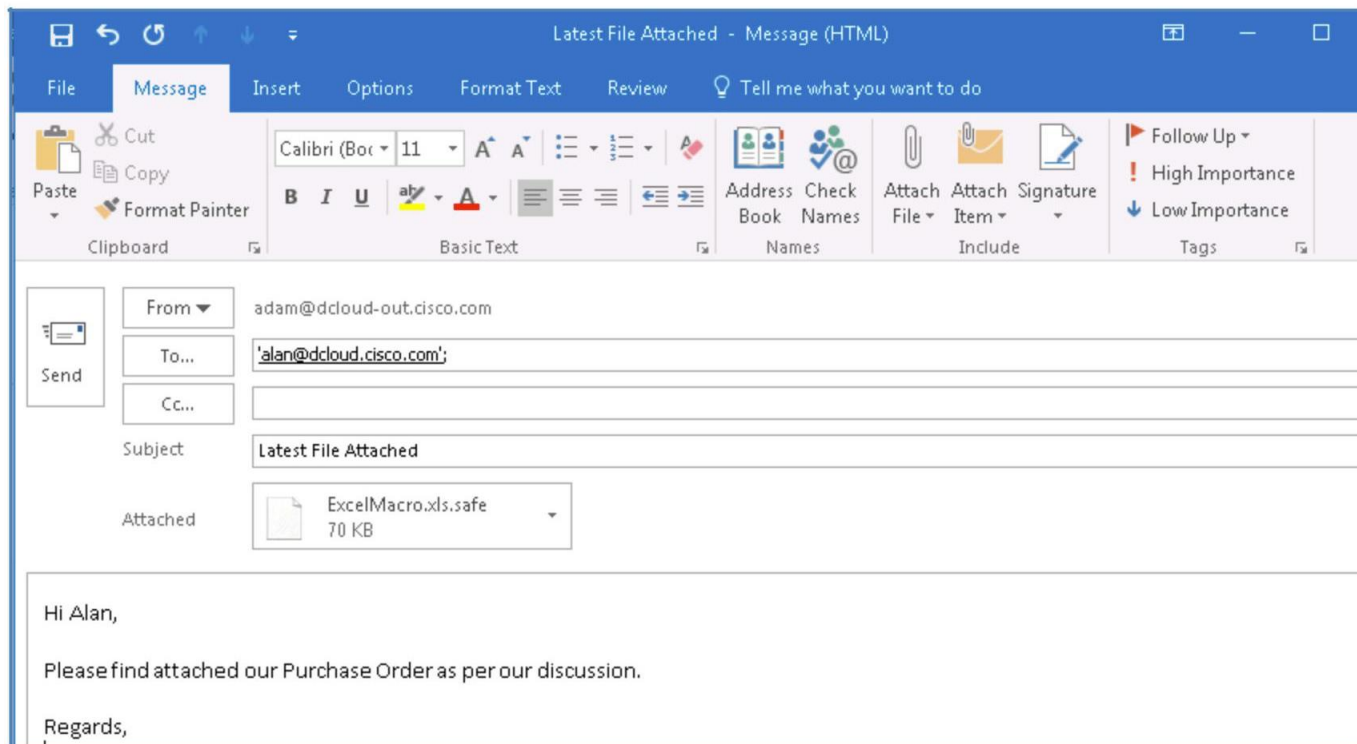 Latest File Attached - Message (HTML)
File Message Insert Options Format Text Review Tell me what you want to do
Paste
Cut
Copy
Format Painter
Clipboard
Calibri (Boc 11 A A
B I U aby A
Basic Text
Address Book
Check Names
Names
Attach File
Attach Item
Signature
Include
Follow Up
! High Importance
Low Importance
Tags
Send
From adam@dcloud-out.cisco.com
To... 'alan@dcloud.cisco.com';
Cc...
Subject Latest File Attached
Attached ExcelMacro.xls.safe
70 KB
Hi Alan,
Please find attached our Purchase Order as per our discussion.
Regards,